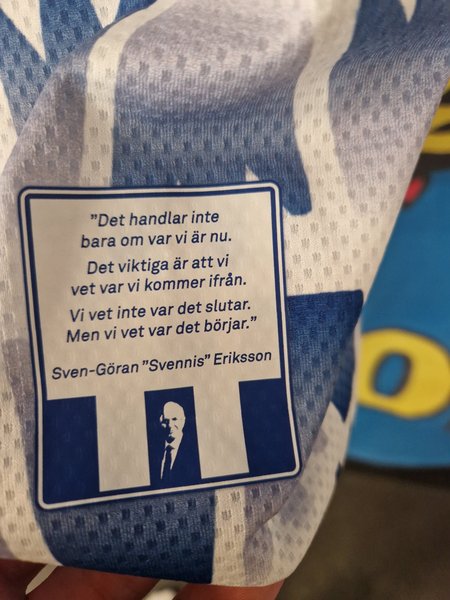 ”Det handlar inte
bara om var vi är nu.
Det viktiga är att vi
vet var vi kommer ifrån.
Vi vet inte var det slutar.
Men vi vet var det börjar.”
Sven-Göran ”Svennis” Eriksson